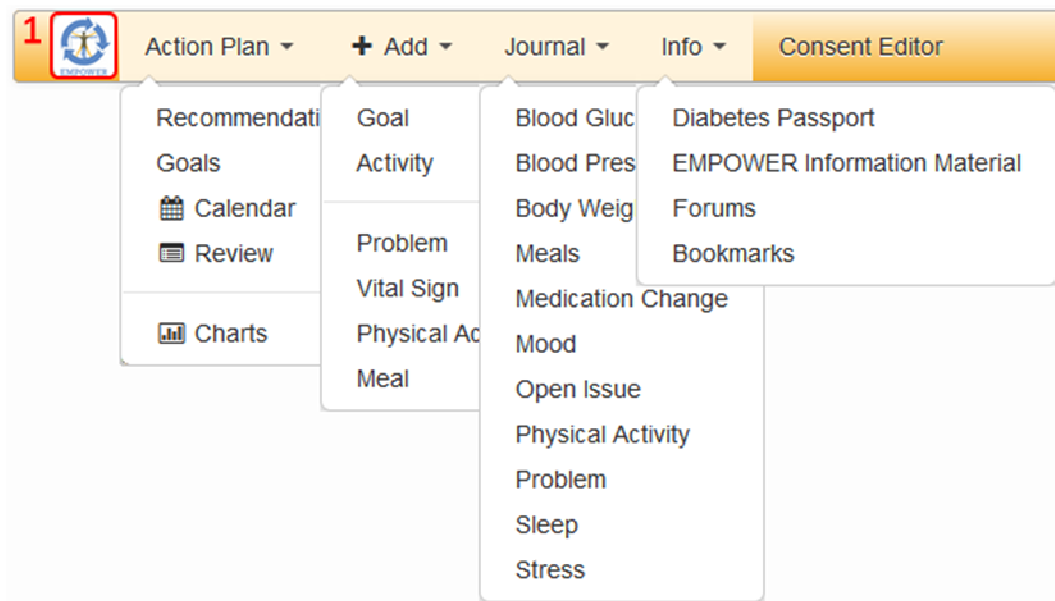 1
EMPOWER
Action Plan
Add
Journal
Info
Consent Editor
Recommendati
Goals
Calendar
Review
Charts
Goal
Activity
Problem
Vital Sign
Physical Ac
Meal
Blood Gluc
Blood Pres
Body Weig
Meals
Medication Change
Mood
Open Issue
Physical Activity
Problem
Sleep
Stress
Diabetes Passport
EMPOWER Information Material
Forums
Bookmarks